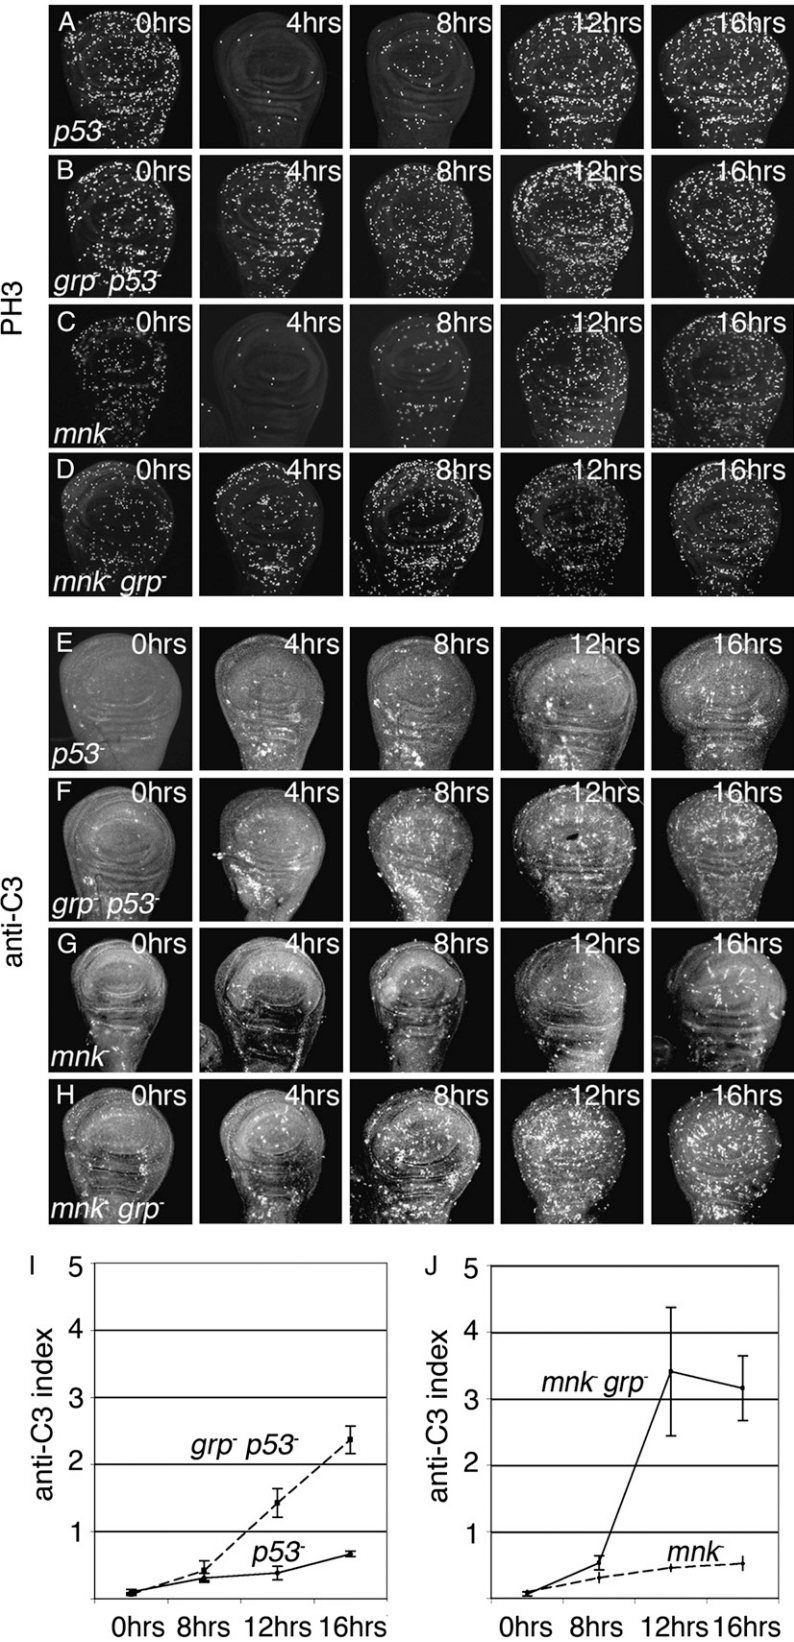 PH3
A 0hrs 4hrs 8hrs 12hrs 16hrs
p53
B 0hrs 4hrs 8hrs 12hrs 16hrs
grp- p53-
C 0hrs 4hrs 8hrs 12hrs 16hrs
mnk-
D 0hrs 4hrs 8hrs 12hrs 16hrs
mnk- grp-
anti-C3
E 0hrs 4hrs 8hrs 12hrs 16hrs
p53-
F 0hrs 4hrs 8hrs 12hrs 16hrs
grp- p53-
G 0hrs 4hrs 8hrs 12hrs 16hrs
mnk-
H 0hrs 4hrs 8hrs 12hrs 16hrs
mnk- grp-
I
anti-C3 index
5
4
3
2
1
grp- p53-
p53-
0hrs 8hrs 12hrs 16hrs
J
anti-C3 index
5
4
3
2
1
mnk- grp-
mnk-
0hrs 8hrs 12hrs 16hrs